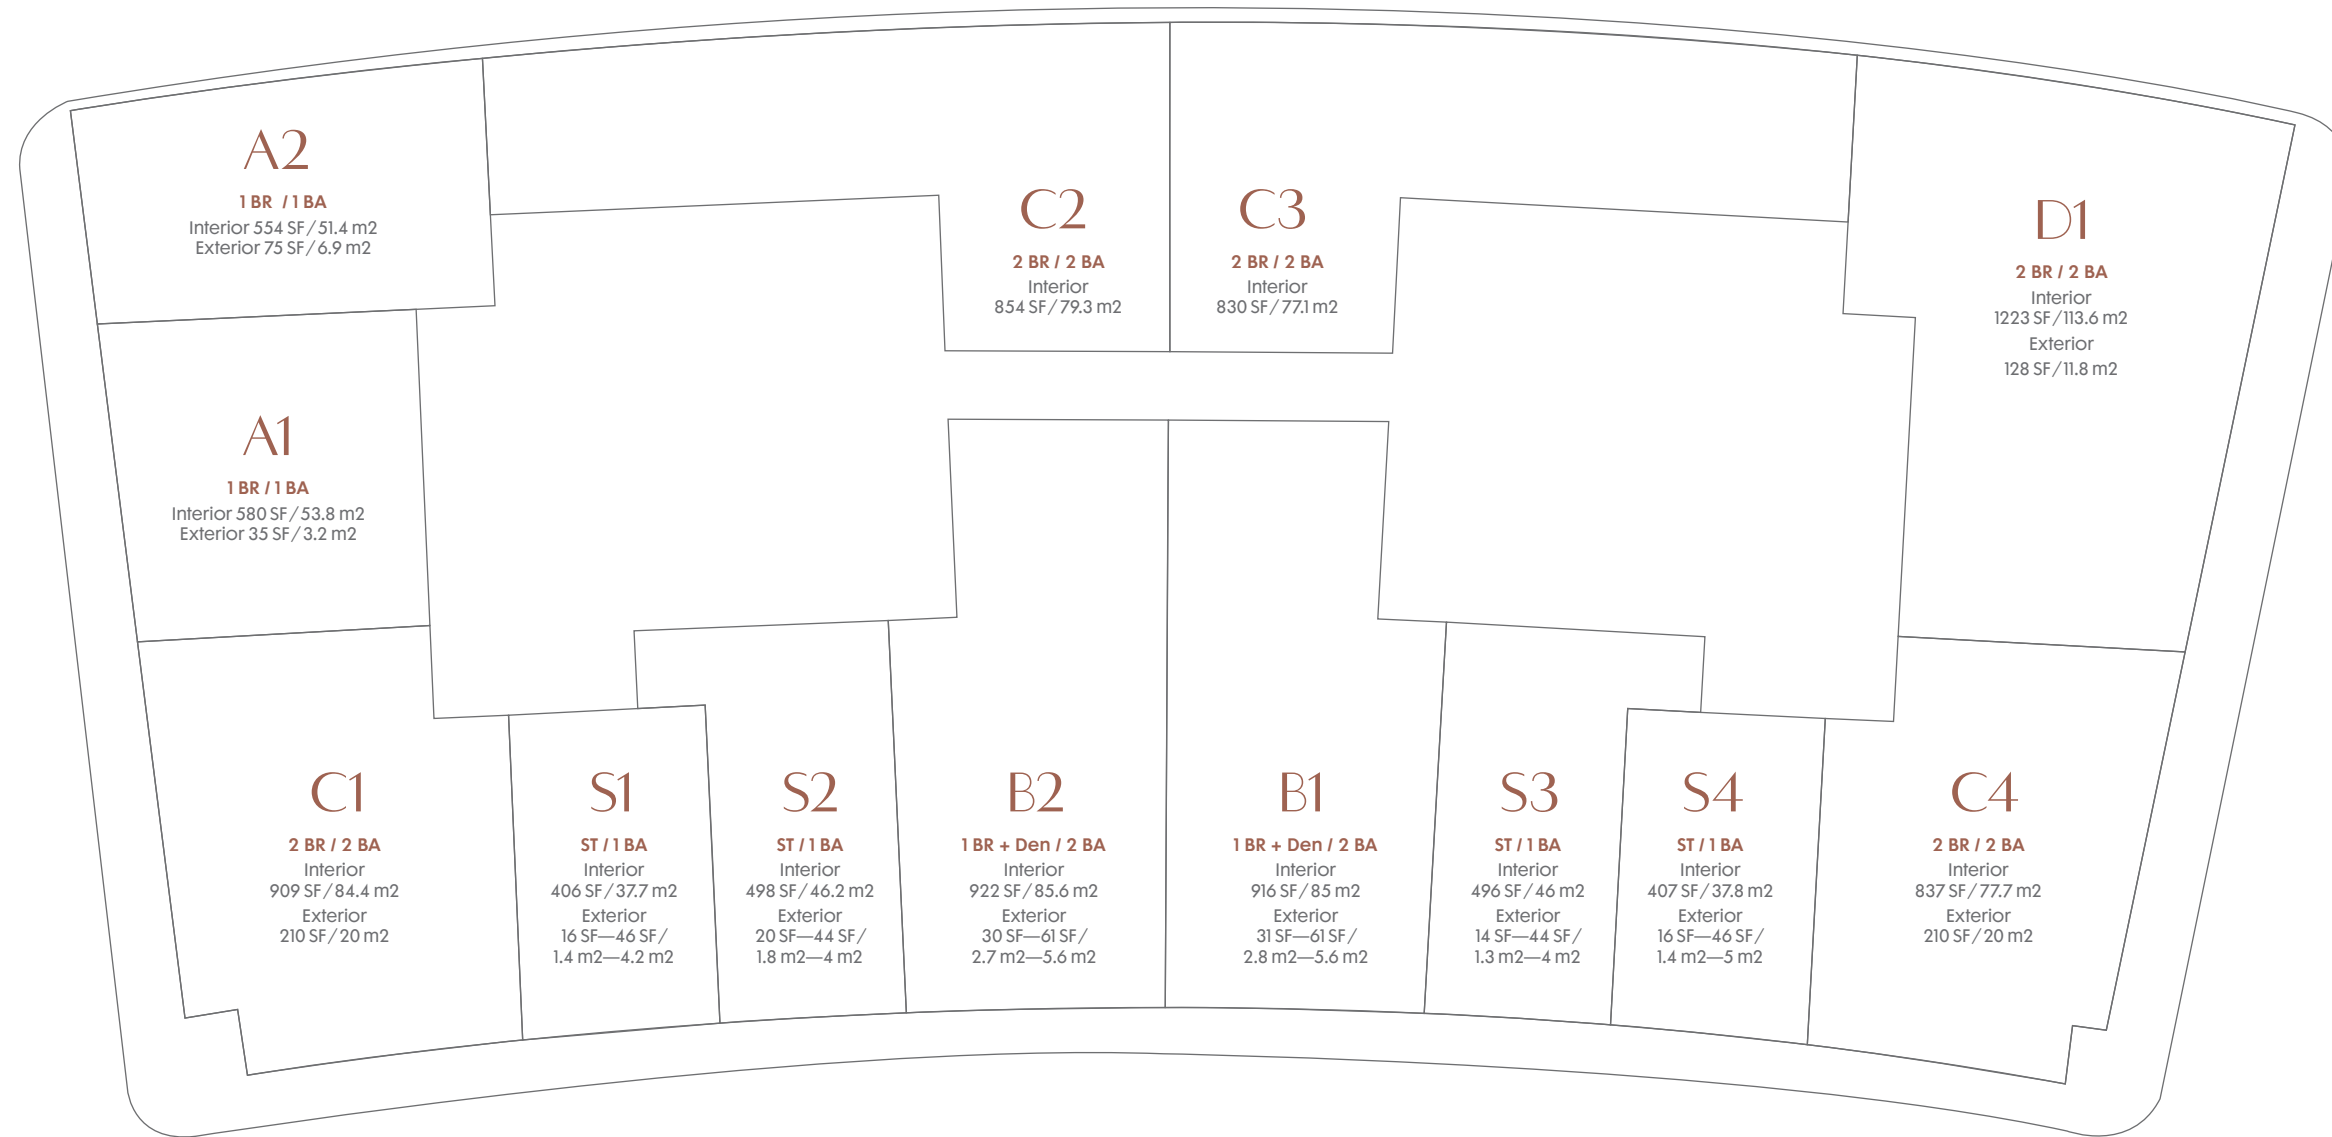 A2
1 BR / 1 BA
Interior 554 SF/51.4 m2
Exterior 75 SF/6.9 m2
C2
2 BR / 2 BA
Interior
854 SF/79.3 m2
C3
2 BR / 2 BA
Interior
830 SF/77.1 m2
D1
2 BR / 2 BA
Interior
1223 SF/113.6 m2
Exterior
128 SF/11.8 m2
A1
1 BR / 1 BA
Interior 580 SF/53.8 m2
Exterior 35 SF/3.2 m2
C1
2 BR / 2 BA
Interior
909 SF/84.4 m2
Exterior
210 SF/20 m2
S1
ST / 1 BA
Interior
406 SF/37.7 m2
Exterior
16 SF—46 SF/
1.4 m2—4.2 m2
S2
ST / 1 BA
Interior
498 SF/46.2 m2
Exterior
20 SF—44 SF/
1.8 m2—4 m2
B2
1 BR + Den / 2 BA
Interior
922 SF/85.6 m2
Exterior
30 SF—61 SF/
2.7 m2—5.6 m2
B1
1 BR + Den / 2 BA
Interior
916 SF/85 m2
Exterior
31 SF—61 SF/
2.8 m2—5.6 m2
S3
ST / 1 BA
Interior
496 SF/46 m2
Exterior
14 SF—44 SF/
1.3 m2—4 m2
S4
ST / 1 BA
Interior
407 SF/37.8 m2
Exterior
16 SF—46 SF/
1.4 m2—5 m2
C4
2 BR / 2 BA
Interior
837 SF/77.7 m2
Exterior
210 SF/20 m2